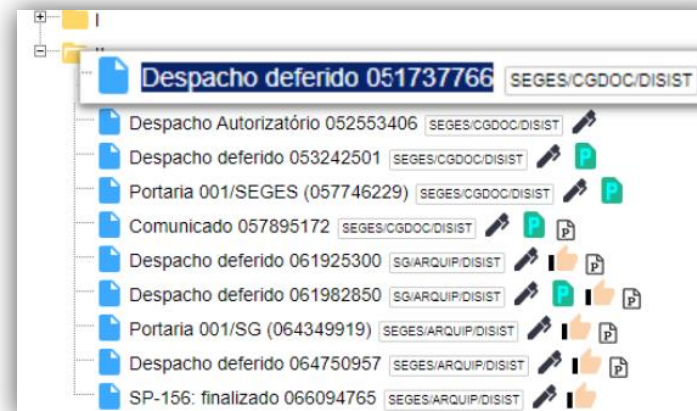 I
Despacho deferido 051737766 SEGES/CGDOC/DISIST
Despacho Autorizatório 052553406 SEGES/CGDOC/DISIST
Despacho deferido 053242501 SEGES/CGDOC/DISIST P
Portaria 001/SEGES (057746229) SEGES/CGDOC/DISIST P
Comunicado 057895172 SEGES/CGDOC/DISIST P P
Despacho deferido 061925300 SG/ARQUIP/DISIST P
Despacho deferido 061982850 SG/ARQUIP/DISIST P P
Portaria 001/SG (064349919) SEGES/ARQUIP/DISIST P
Despacho deferido 064750957 SEGES/ARQUIP/DISIST P
SP-156: finalizado 066094765 SEGES/ARQUIP/DISIST